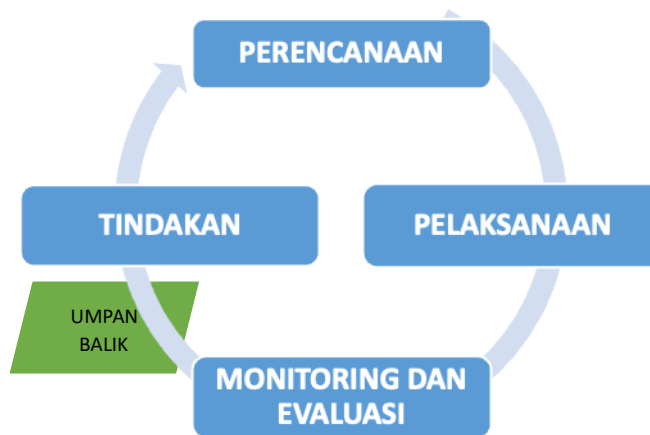 PERENCANAAN
TINDAKAN
PELAKSANAAN
UMPAN
BALIK
MONITORING DAN
EVALUASI